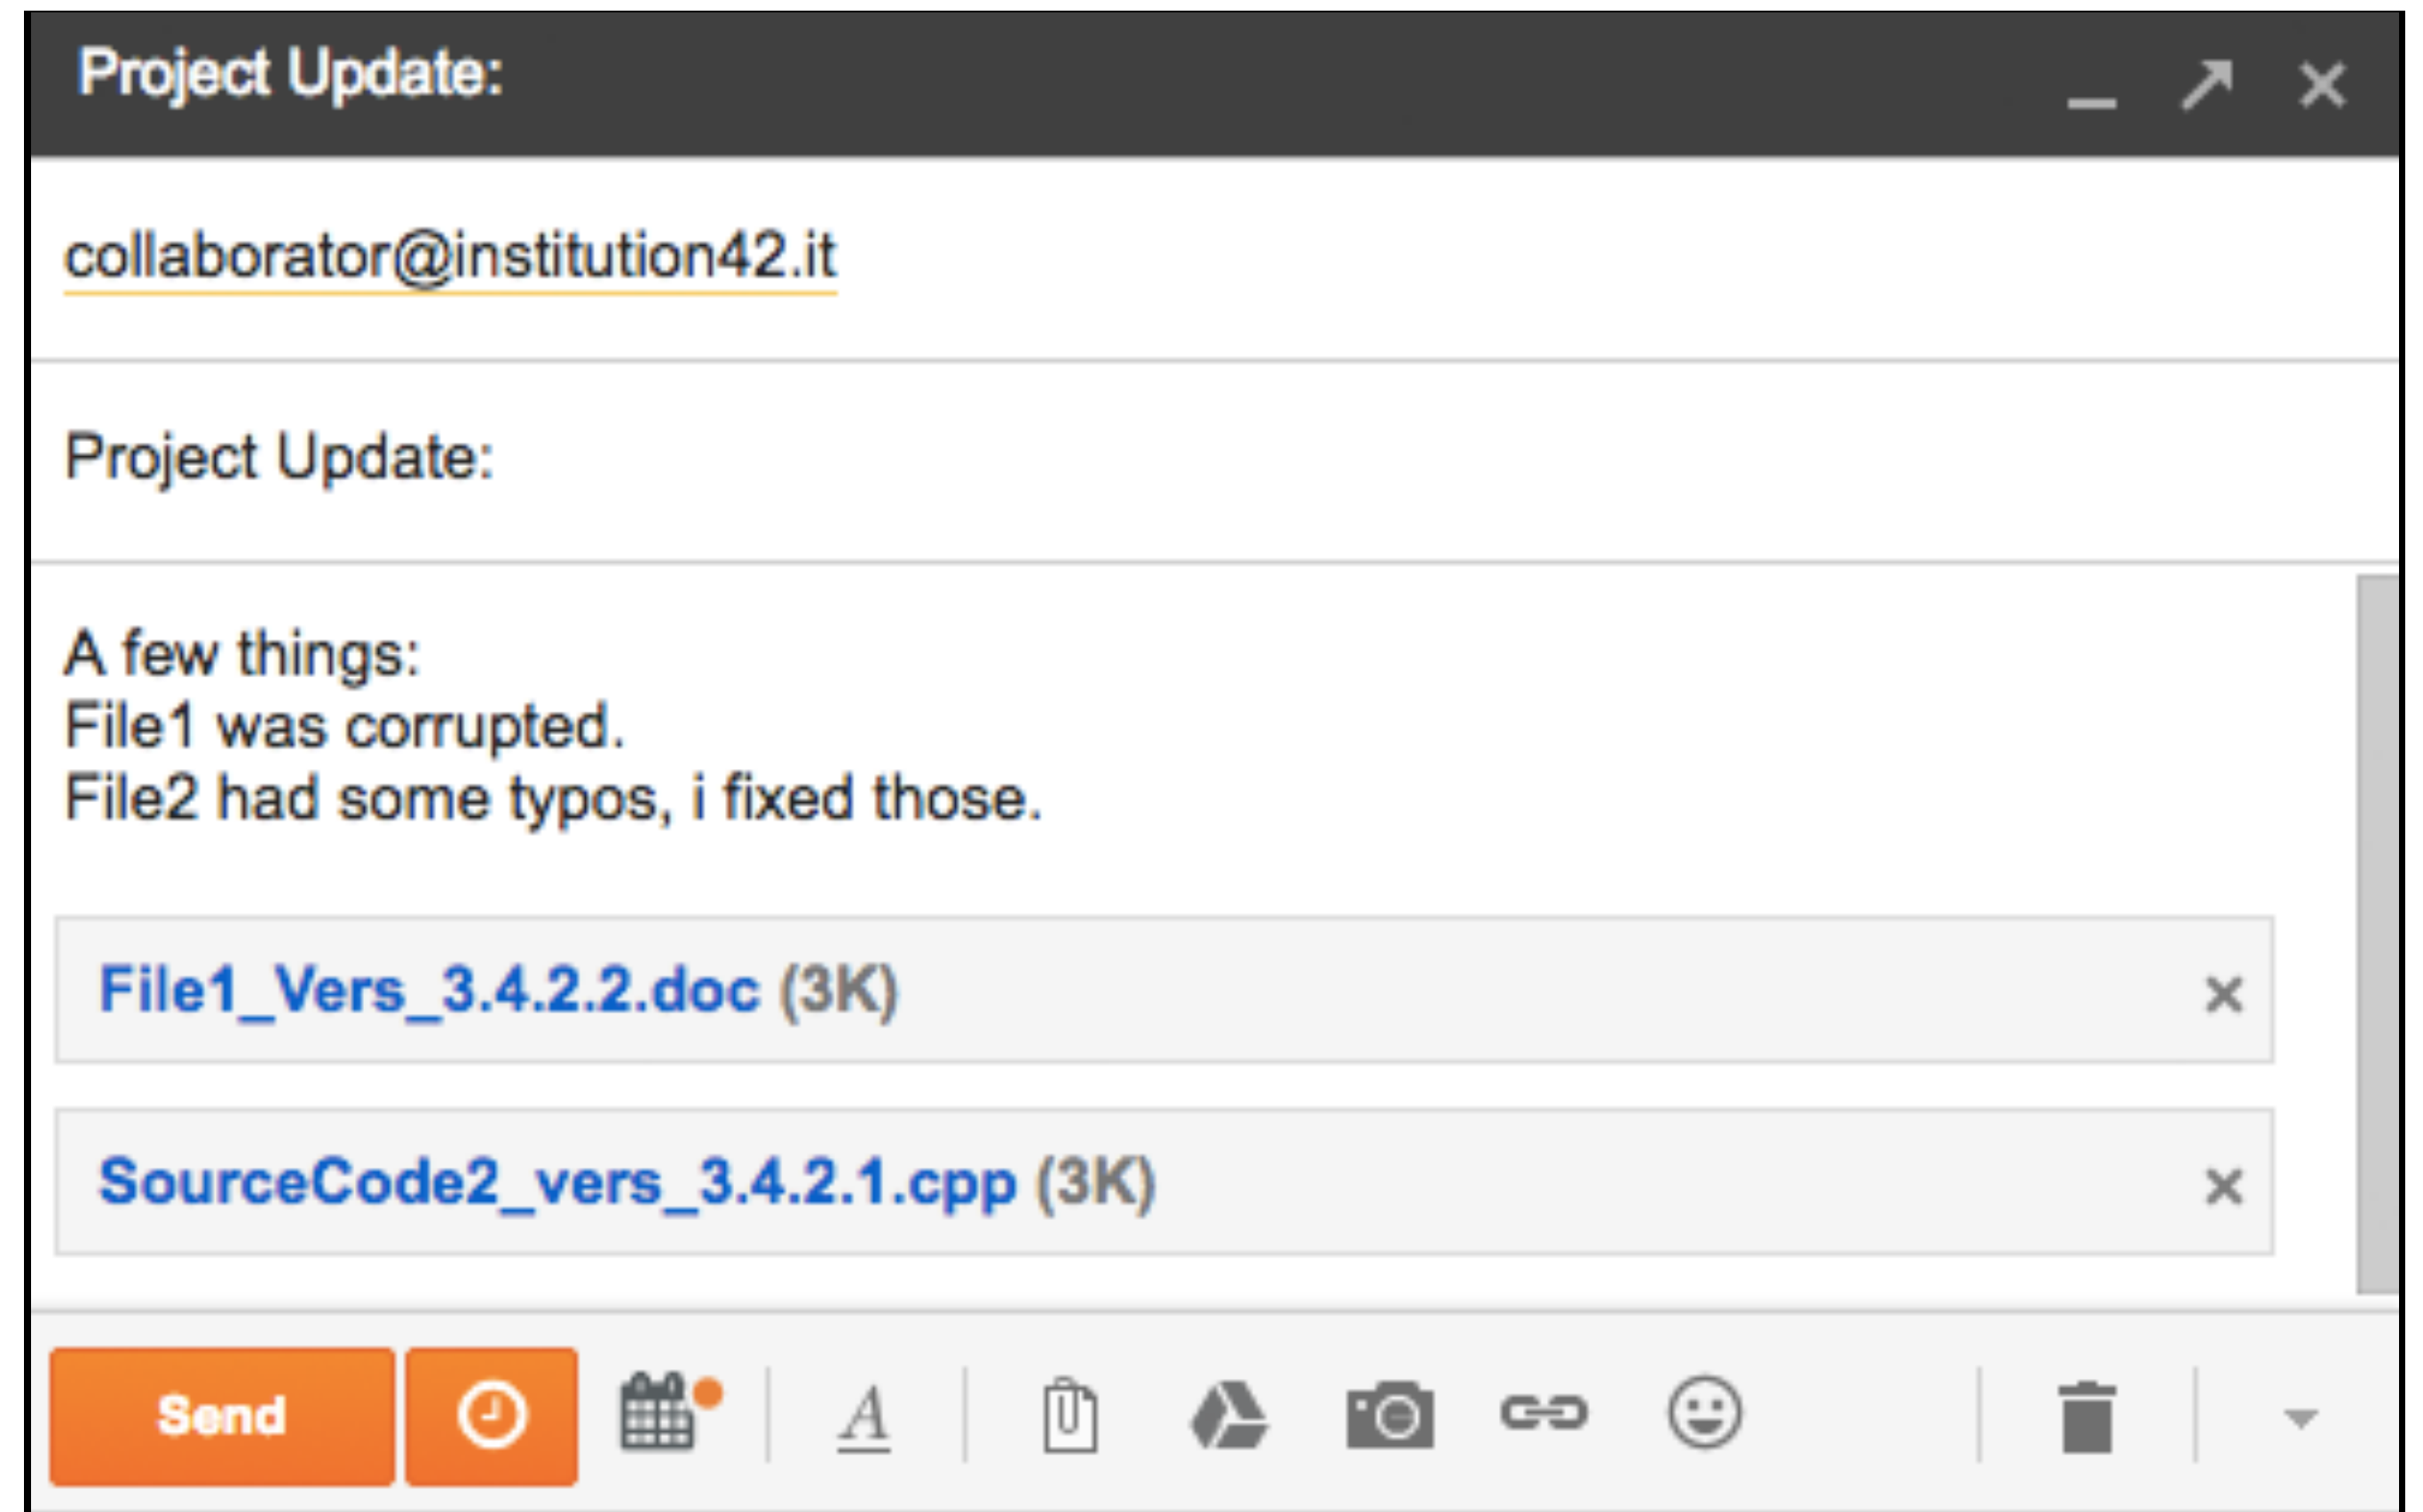 Project Update:
collaborator@institution42.it
Project Update:
A few things:
File1 was corrupted.
File2 had some typos, i fixed those.
File1_Vers_3.4.2.2.doc (3K)
SourceCode2_vers_3.4.2.1.cpp (3K)
Send